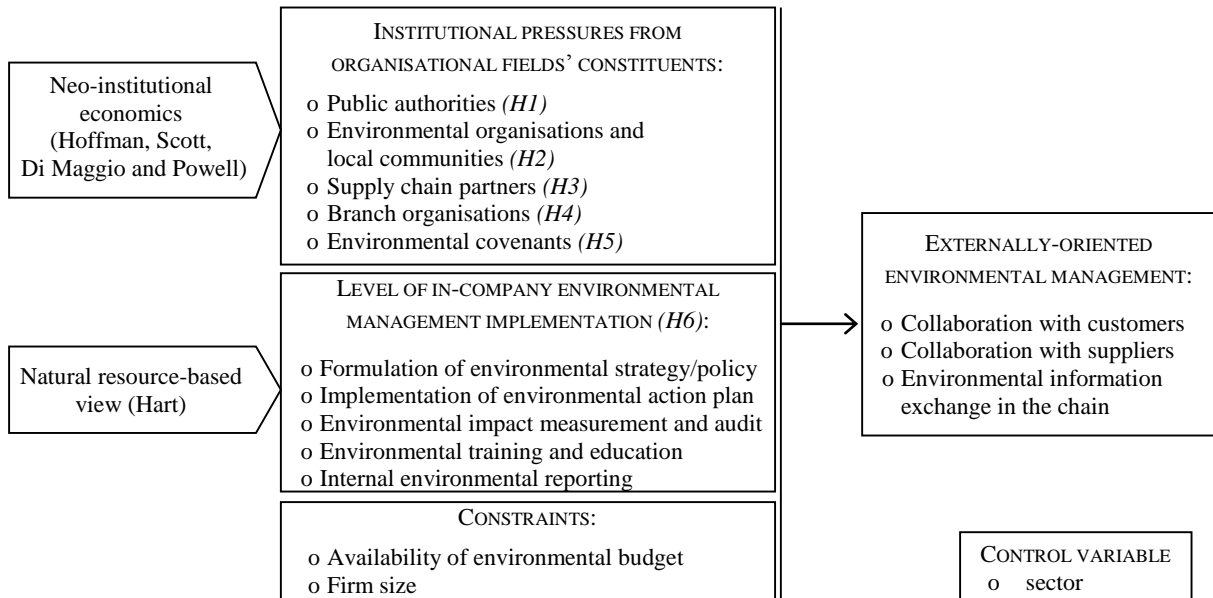 Neo-institutional
economics
(Hoffman, Scott,
Di Maggio and Powell)
INSTITUTIONAL PRESSURES FROM
ORGANISATIONAL FIELDS' CONSTITUENTS:
o Public authorities (H1)
o Environmental organisations and
local communities (H2)
o Supply chain partners (H3)
o Branch organisations (H4)
o Environmental covenants (H5)
Natural resource-based
view (Hart)
LEVEL OF IN-COMPANY ENVIRONMENTAL
MANAGEMENT IMPLEMENTATION (H6):
o Formulation of environmental strategy/policy
o Implementation of environmental action plan
o Environmental impact measurement and audit
o Environmental training and education
o Internal environmental reporting
CONSTRAINTS:
o Availability of environmental budget
o Firm size
EXTERNALLY-ORIENTED
ENVIRONMENTAL MANAGEMENT:
o Collaboration with customers
o Collaboration with suppliers
o Environmental information
exchange in the chain
CONTROL VARIABLE
o sector